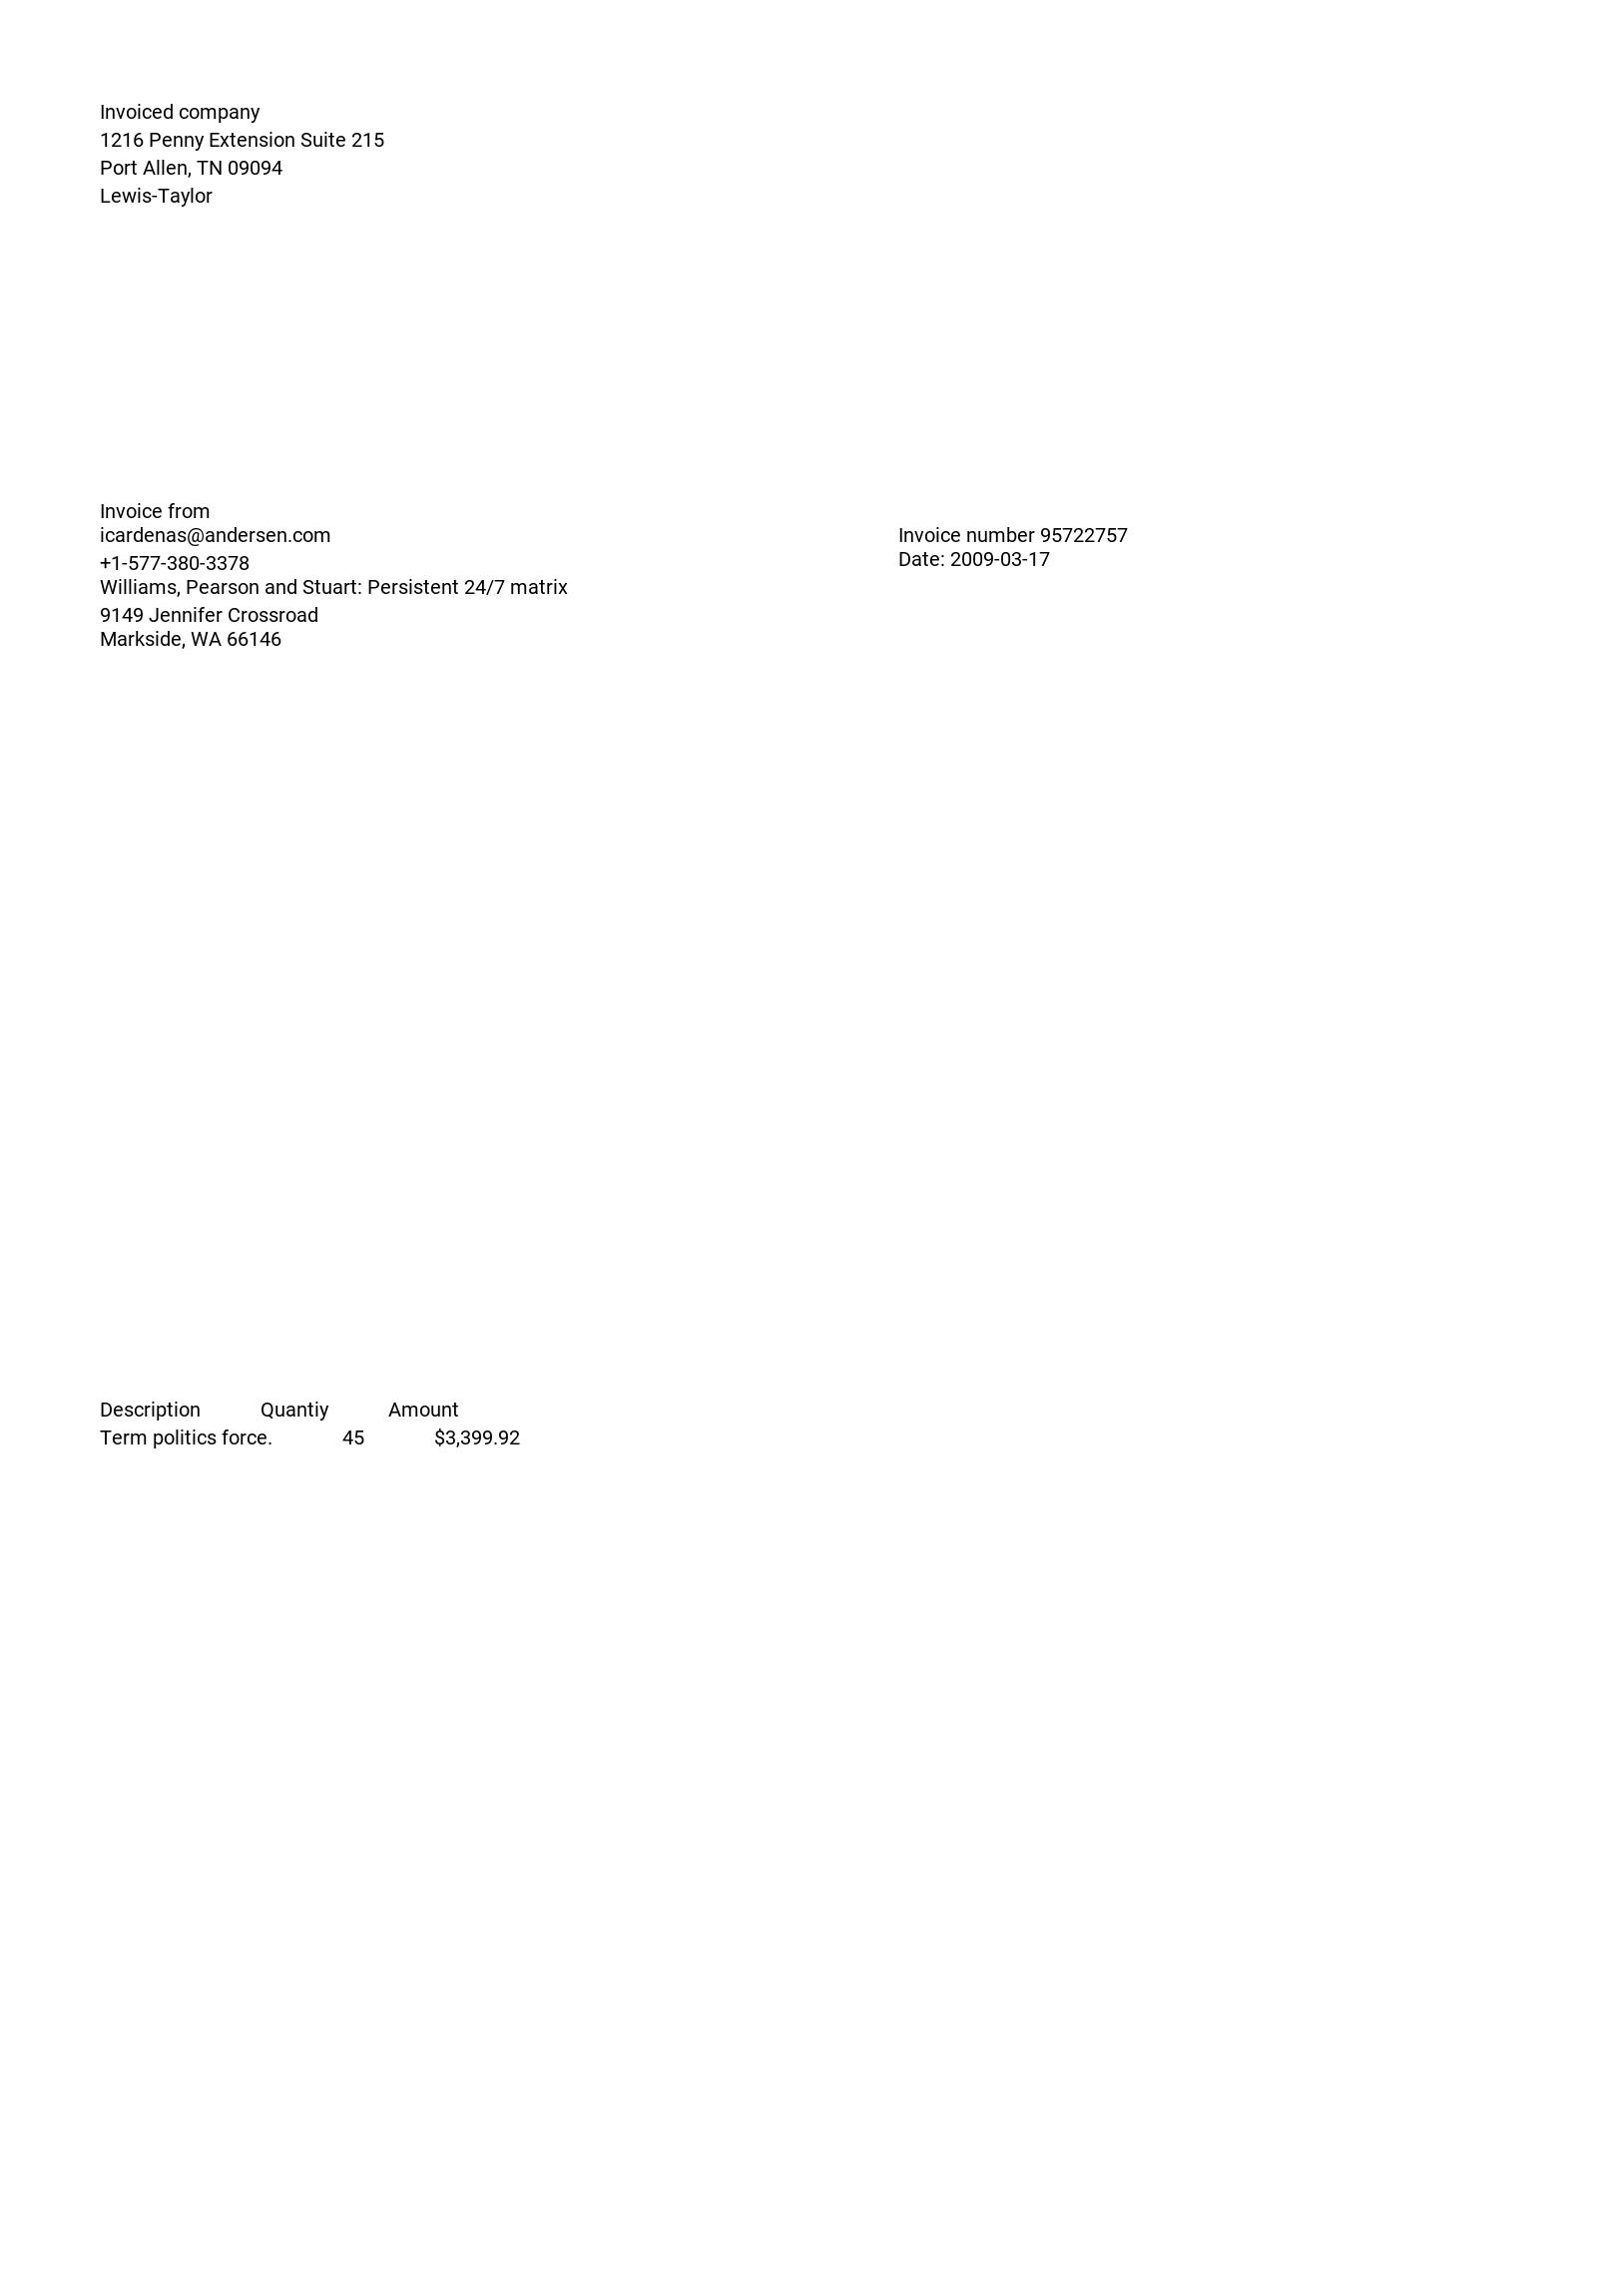 Invoiced company
1216 Penny Extension Suite 215
Port Allen, TN 09094
Lewis-Taylor
Invoice from
icardenas@andersen.com
+1-577-380-3378
Williams, Pearson and Stuart: Persistent 24/7 matrix
9149 Jennifer Crossroad
Markside, WA 66146
Invoice number 95722757
Date: 2009-03-17
Description Quantiy Amount
Term politics force. 45 $3,399.92